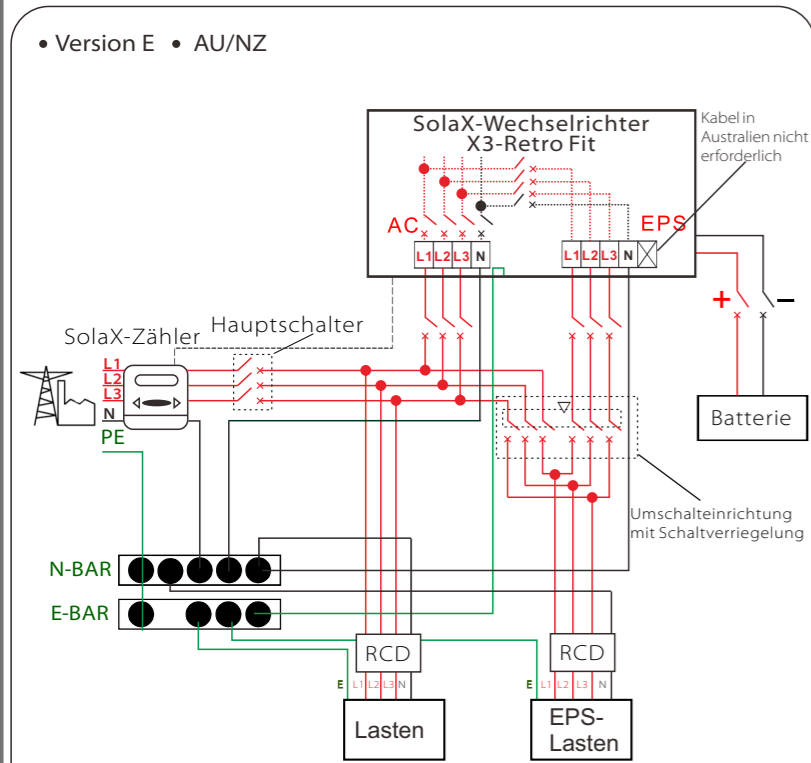 • Version E • AU/NZ
SolaX-Wechselrichter
X3-Retro Fit
Kabel in
Australien nicht
erforderlich
AC
EPS
L1 L2 L3 N
L1 L2 L3 N
+ −
SolaX-Zähler
Hauptschalter
L1
L2
L3
N
PE
Batterie
Umschalteinrichtung
mit Schaltverriegelung
N-BAR
E-BAR
RCD
RCD
E L1 L2 L3 N
E L1 L2 L3 N
Lasten
EPS-
Lasten